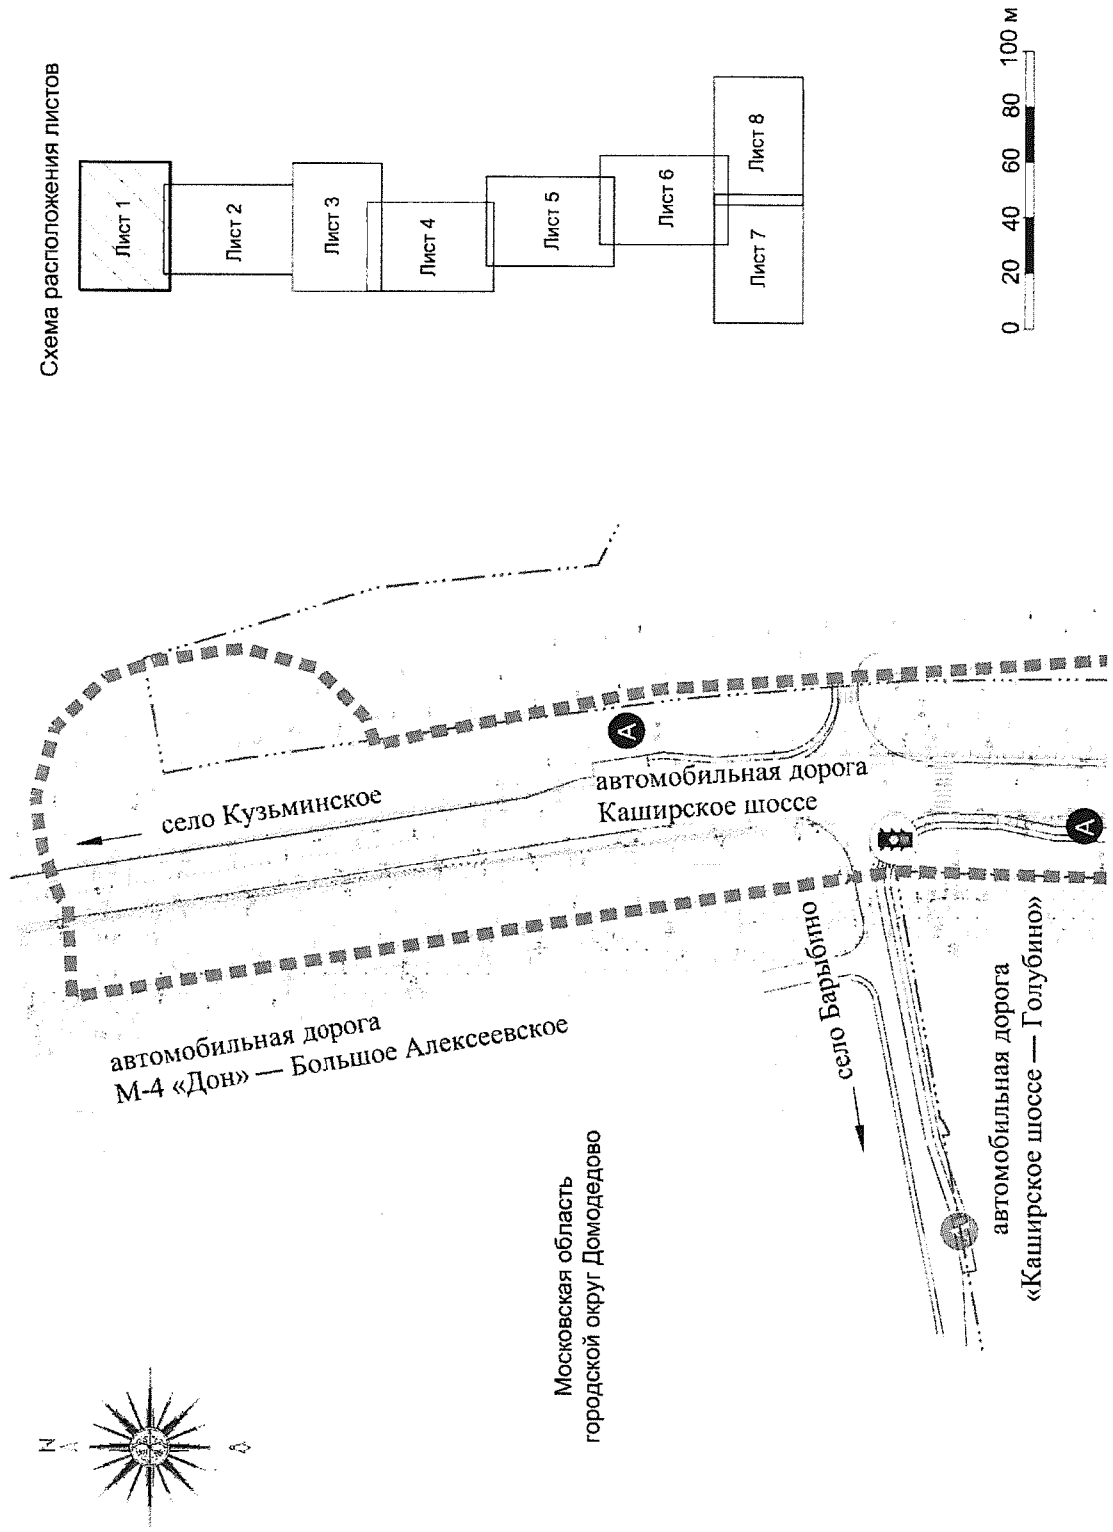 Схема расположения листов
Лист 1
Лист 2
Лист 3
Лист 4
Лист 5
Лист 6
Лист 7
Лист 8
0 20 40 60 80 100 м
N
село Кузьминское
А
автомобильная дорога
Каширское шоссе
А
автомобильная дорога
М-4 «Дон» — Большое Алексеевское
село Барыбино
А
автомобильная дорога
«Каширское шоссе — Голубино»
Московская область
городской округ Домодедово